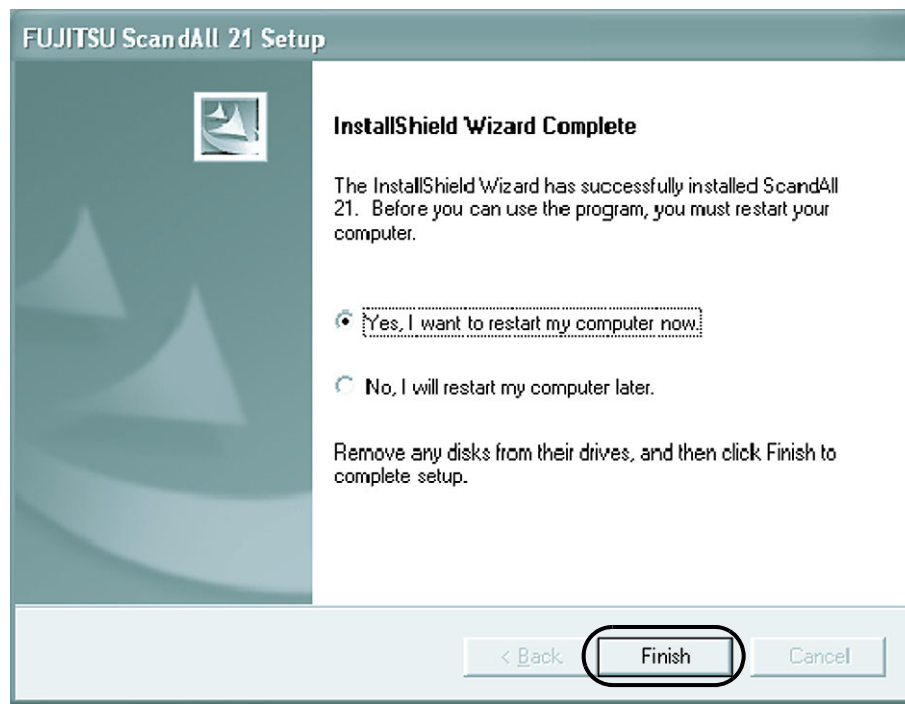 FUJITSU ScandAll 21 Setup
InstallShield Wizard Complete
The InstallShield Wizard has successfully installed ScandAll
21. Before you can use the program, you must restart your
computer.
Yes, I want to restart my computer now.
No, I will restart my computer later.
Remove any disks from their drives, and then click Finish to
complete setup.
< Back Finish Cancel